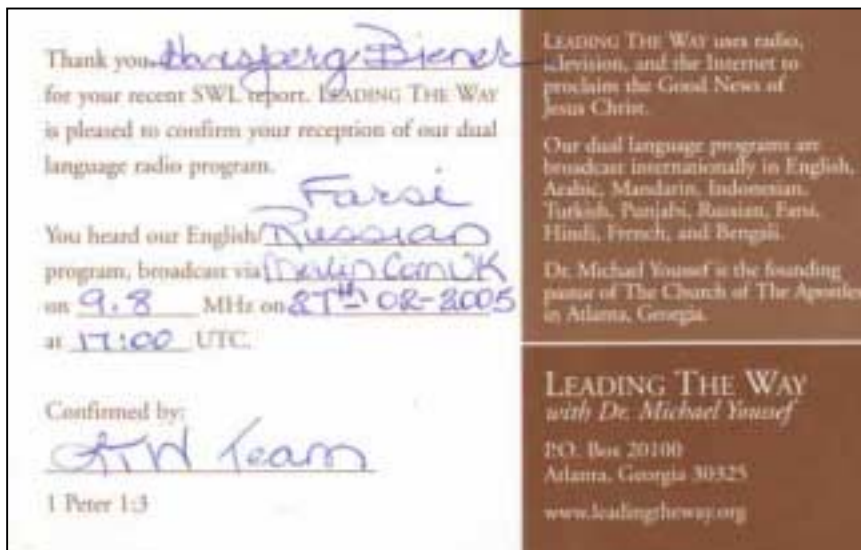 Thank you Hansperg Biener
for your recent SWL report. LEADING THE WAY
is pleased to confirm your reception of our dual
language radio program.
Farsi
You heard our English/Russian
program, broadcast via Merlin Com UK
on 9.8 MHz on 27th 02-2005
at 17:00 UTC.
Confirmed by:
LTW Team
1 Peter 1:3
LEADING THE WAY uses radio,
television, and the Internet to
proclaim the Good News of
Jesus Christ.
Our dual language programs are
broadcast internationally in English,
Arabic, Mandarin, Indonesian,
Turkish, Punjabi, Russian, Farsi,
Hindi, French, and Bengali.
Dr. Michael Youssef is the founding
pastor of The Church of The Apostles
in Atlanta, Georgia.
LEADING THE WAY
with Dr. Michael Youssef
P.O. Box 20100
Atlanta, Georgia 30325
www.leadingtheway.org